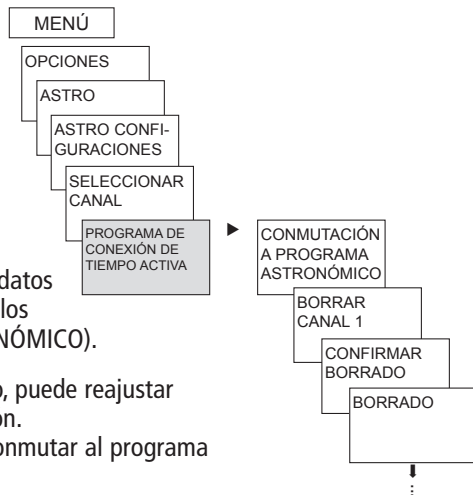 MENÚ
OPCIONES
ASTRO
ASTRO CONFI-
GURACIONES
SELECCIONAR
CANAL
PROGRAMA DE
CONEXIÓN DE
TIEMPO ACTIVA
CONMUTACIÓN
A PROGRAMA
ASTRONÓMICO
BORRAR
CANAL 1
CONFIRMAR
BORRADO
BORRADO
datos
los
NÓMICO).
o, puede reajustar
ón.
onmutar al programa